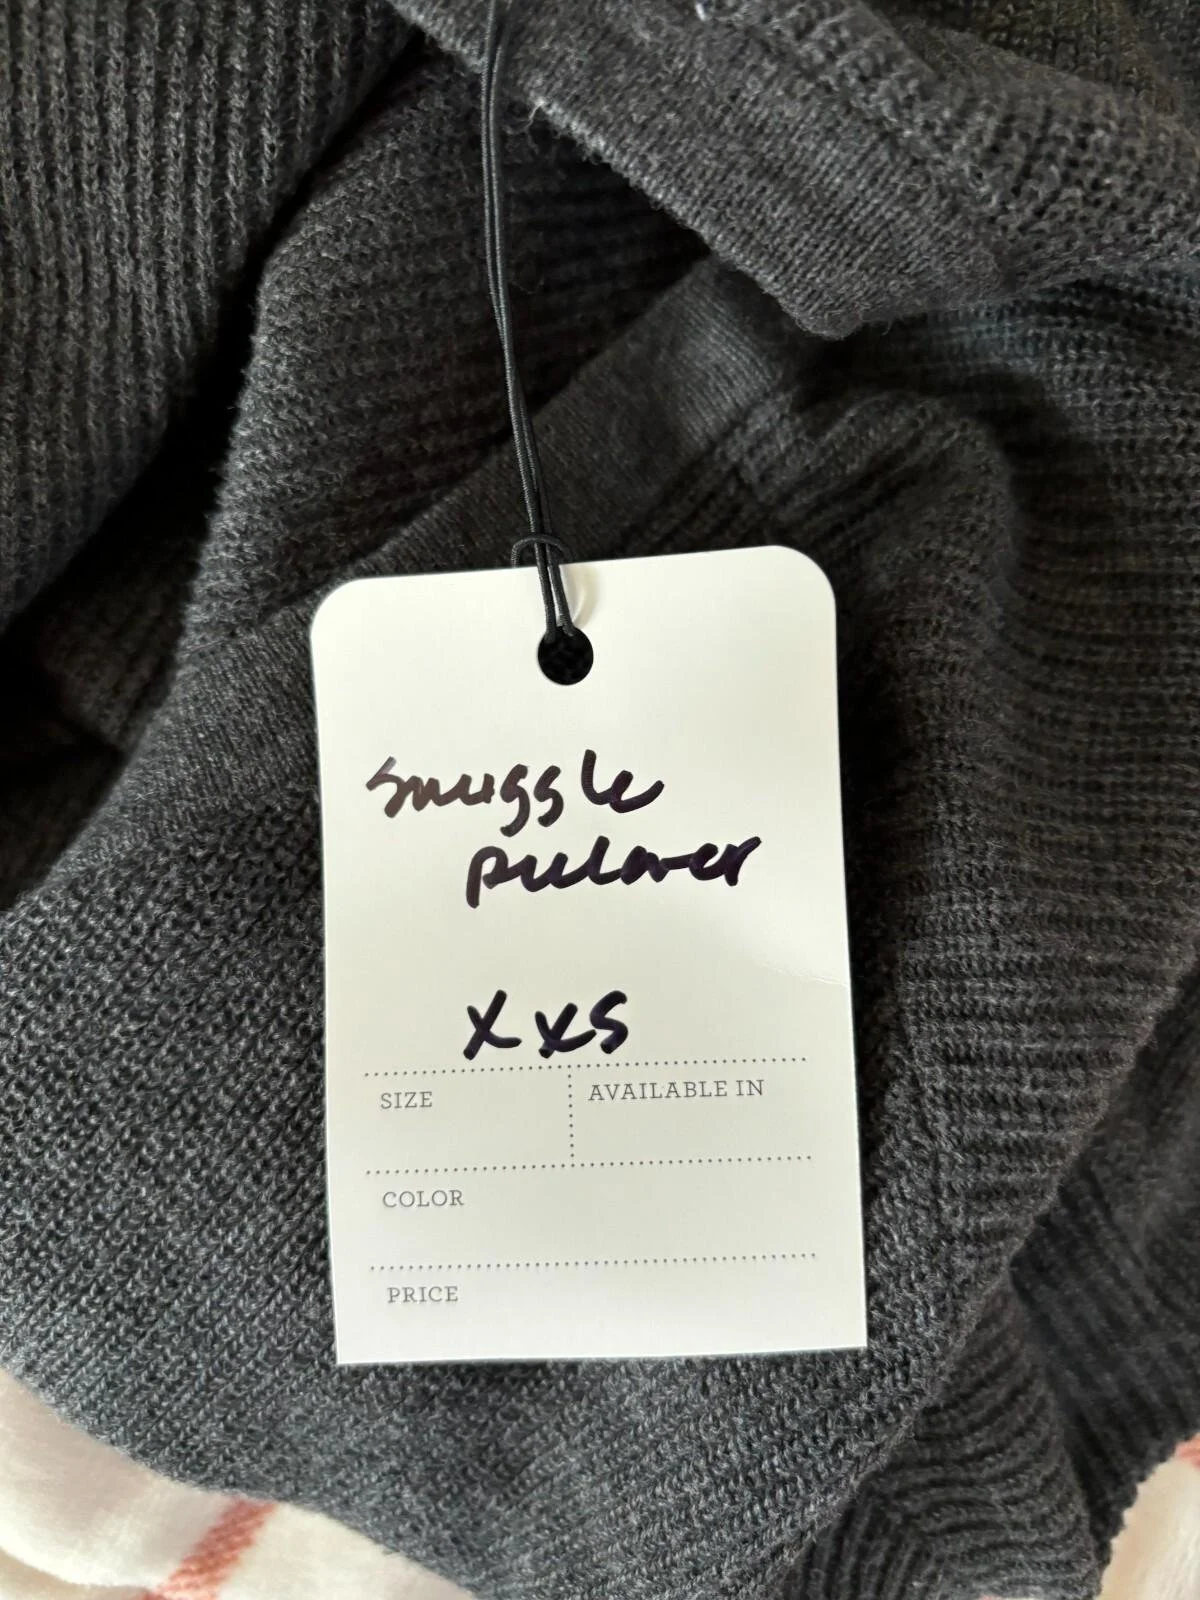 snuggle
pullover
XXS
SIZE
AVAILABLE IN
COLOR
PRICE